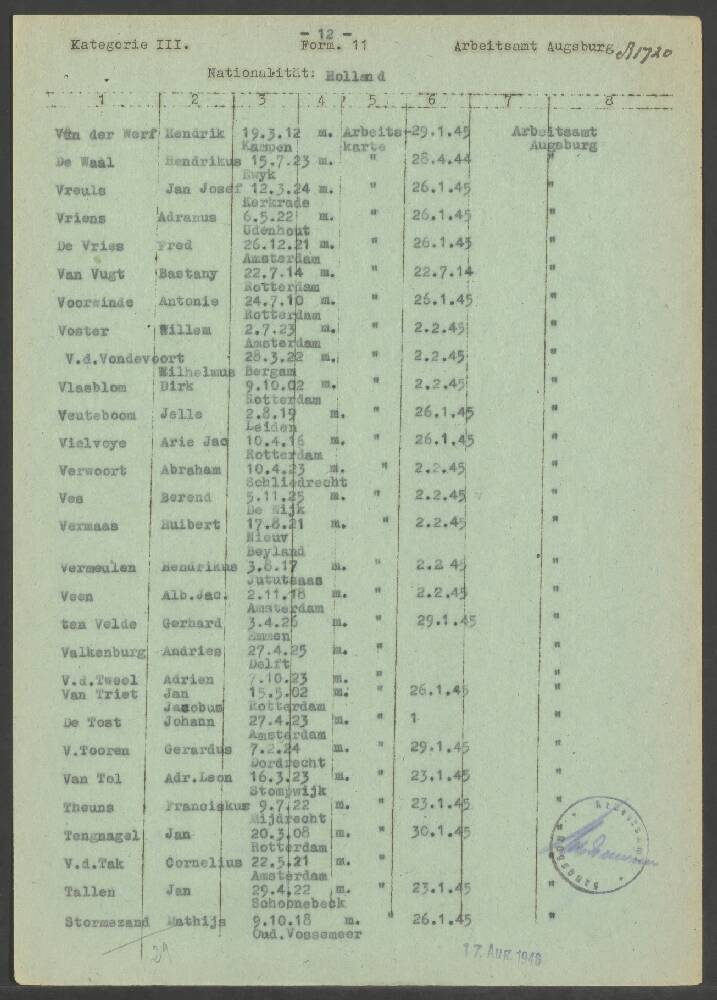 - 12 -
Kategorie III. Form. 11 Arbeitsamt Augsburg R1720
Nationalität: Holland
1 2 3 4 5 6 7 8
Van der Werf Hendrik 19.3.12 m. Arbeits- 29.1.45 Arbeitsamt
Kampen karte Augsburg
De Waal Hendrikus 15.7.23 m. " 28.4.44 "
Ewyk
Vreuls Jan Josef 12.3.24 m. " 26.1.45 "
Kerkrade
Vriens Adranus 6.5.22 m. " 26.1.45 "
Udenhout
De Vries Fred 26.12.21 m. " 26.1.45 "
Amsterdam
Van Vugt Bastany 22.7.14 m. " 22.7.14 "
Rotterdam
Voorwinde Antonie 24.7.10 m. " 26.1.45 "
Rotterdam
Voster Willem 2.7.23 m. " 2.2.45 "
Amsterdam
V.d.Vondevoort 28.3.22 m. " 2.2.45 "
Wilhelmus Bergam
Vlasblom Dirk 9.10.02 m. " 2.2.45 "
Rotterdam
Veuteboom Jelle 2.8.19 m. " 26.1.45 "
Leiden
Vielvoye Arie Jac 10.4.16 m. " 26.1.45 "
Rotterdam
Verwoort Abraham 10.4.23 m. " 2.2.45 "
Schliedrecht
Ves Berend 5.11.25 m. " 2.2.45 "
De Wijk
Vermaas Huibert 17.8.21 m. " 2.2.45 "
Nieuv
Beyland
Vermeulen Hendrikus 3.8.17 m. " 2.2 45 "
Jututsaas
Veen Alb.Jac. 2.11.18 m. " 2.2.45 "
Amsterdam
ten Velde Gerhard 3.4.26 m. " 29.1.45 "
Emmen
Valkenburg Andries 27.4.25 m. " "
Delft
V.d.Tweel Adrien 7.10.23 m. " "
Van Triet Jan 15.5.02 m. " 26.1.45 "
Jacobus Rotterdam
De Tost Johann 27.4.23 m. " 1 "
Amsterdam
V.Tooren Gerardus 7.2.24 m. " 29.1.45 "
Dordrecht
Van Tol Adr.Leon 16.3.23 m. " 23.1.45 "
Stompwijk
Theuns Franciskus 9.7.22 m. " 23.1.45 "
Mijdrecht
Tengnagel Jan 20.3.08 m. " 30.1.45
Rotterdam
V.d.Tak Cornelius 22.5.21 m. "
Amsterdam
Tallen Jan 29.4.22 m. " 23.1.45 "
Schoonebeck
Stormezand Mathijs 9.10.18 m. " 26.1.45 "
Oud.Vossemeer
29
17. AUG. 1946